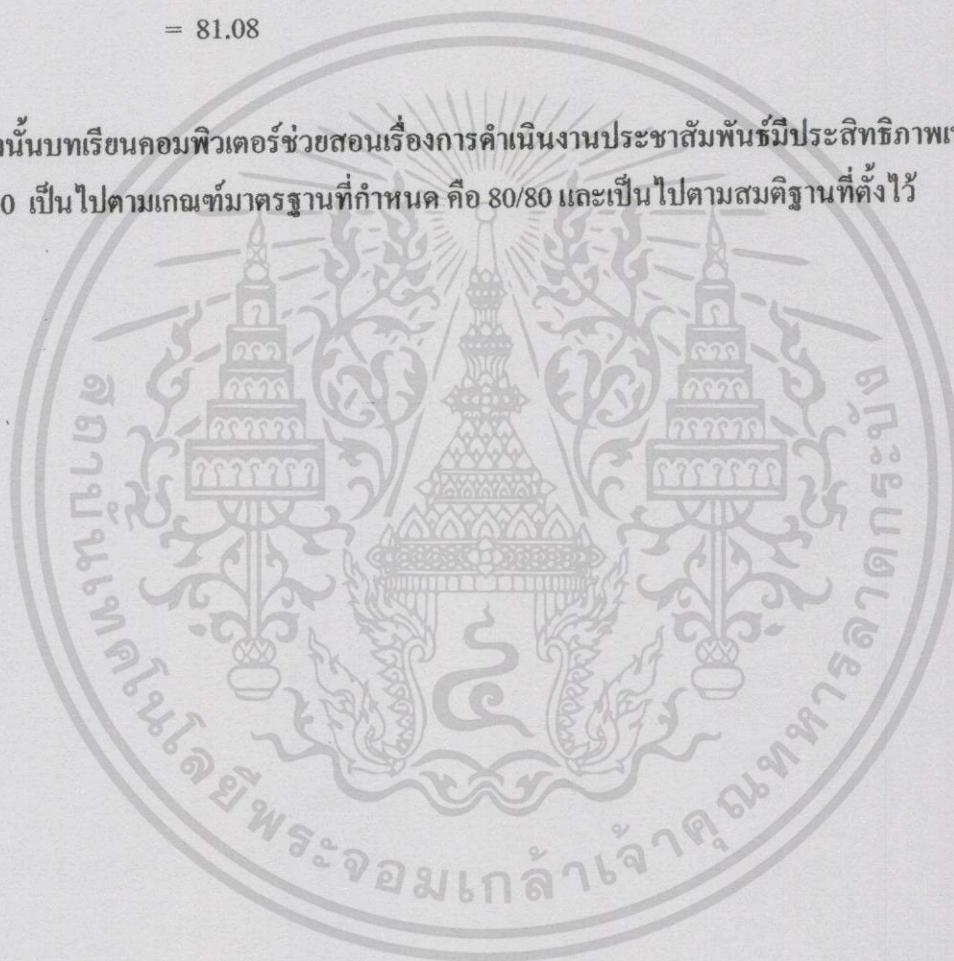 = 81.08
นั้นบทเรียนคอมพิวเตอร์ช่วยสอนเรื่องการดำเนินงานประชาสัมพันธ์มีประสิทธิภาพ
0 เป็นไปตามเกณฑ์มาตรฐานที่กำหนด คือ 80/80 และเป็นไปตามสมติฐานที่ตั้งไว้
สถาบันเทคโนโลยีพระจอมเกล้าเจ้าคุณทหารลาดกระบัง